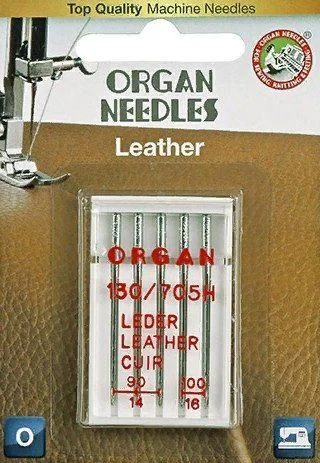 Top Quality Machine Needles
ORGAN
NEEDLES
Leather
ORGAN
130/705H
LEDER
LEATHER
CUIR
90 100
14 16
O